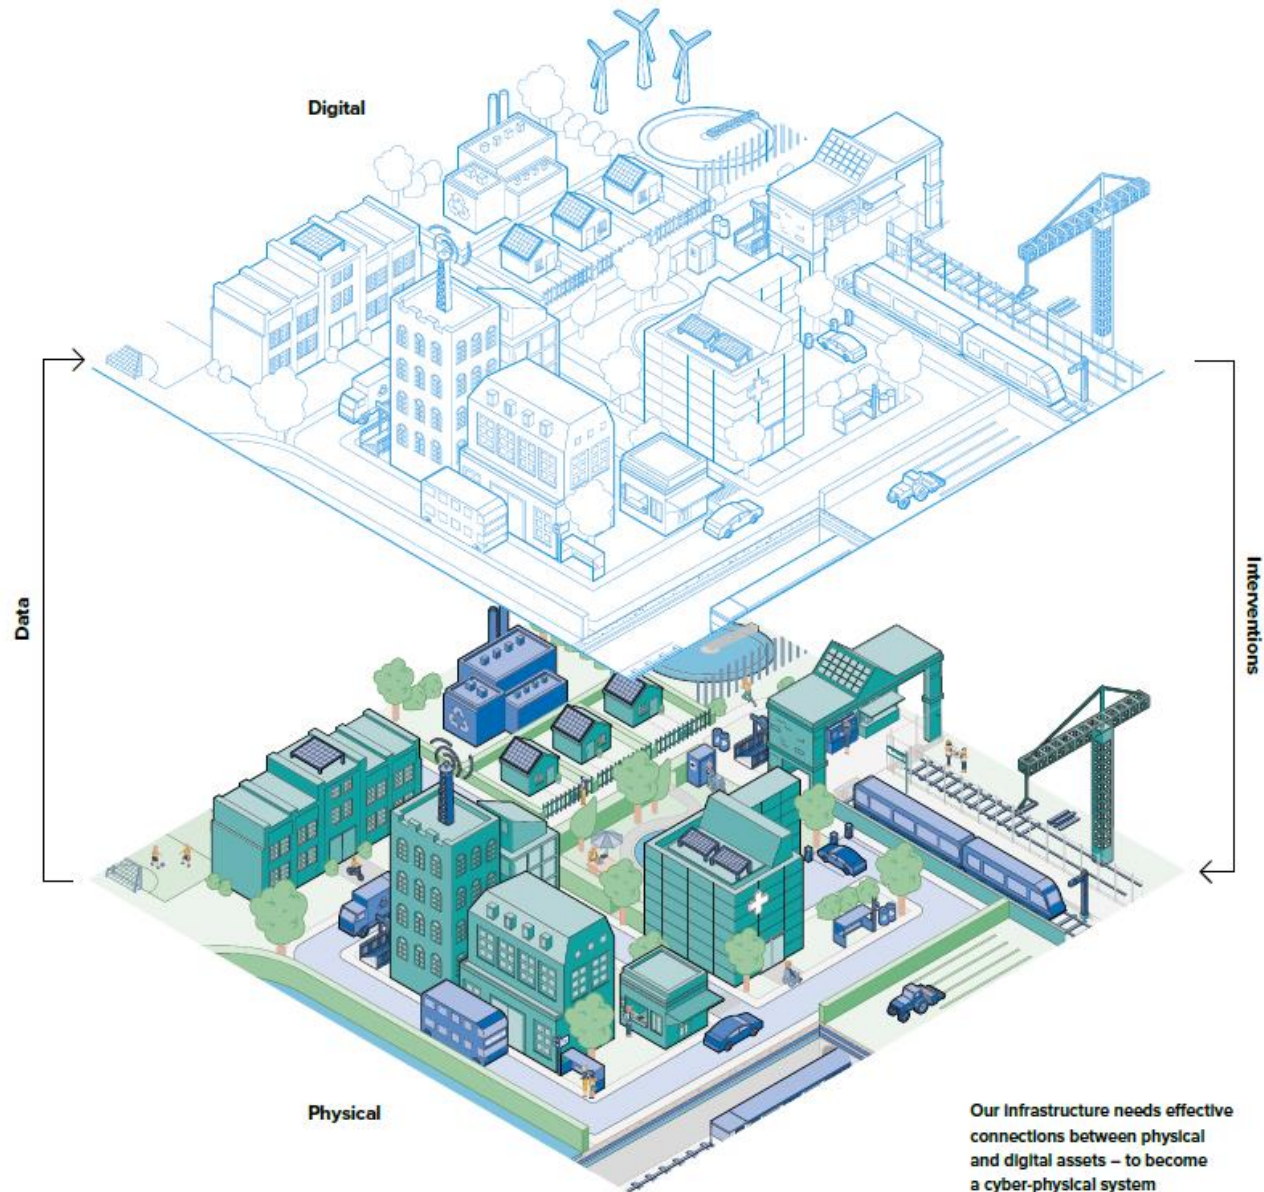 Digital
Data
Interventions
Physical
Our infrastructure needs effective
connections between physical
and digital assets – to become
a cyber-physical system